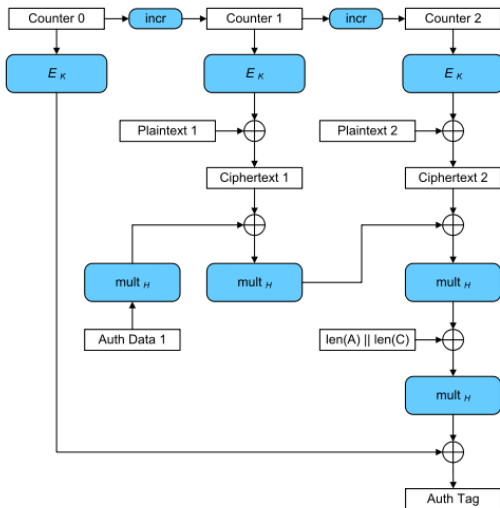 Counter 0
incr
Counter 1
incr
Counter 2
E K
E K
E K
Plaintext 1
Plaintext 2
Ciphertext 1
Ciphertext 2
mult H
mult H
mult H
Auth Data 1
len(A) || len(C)
mult H
Auth Tag